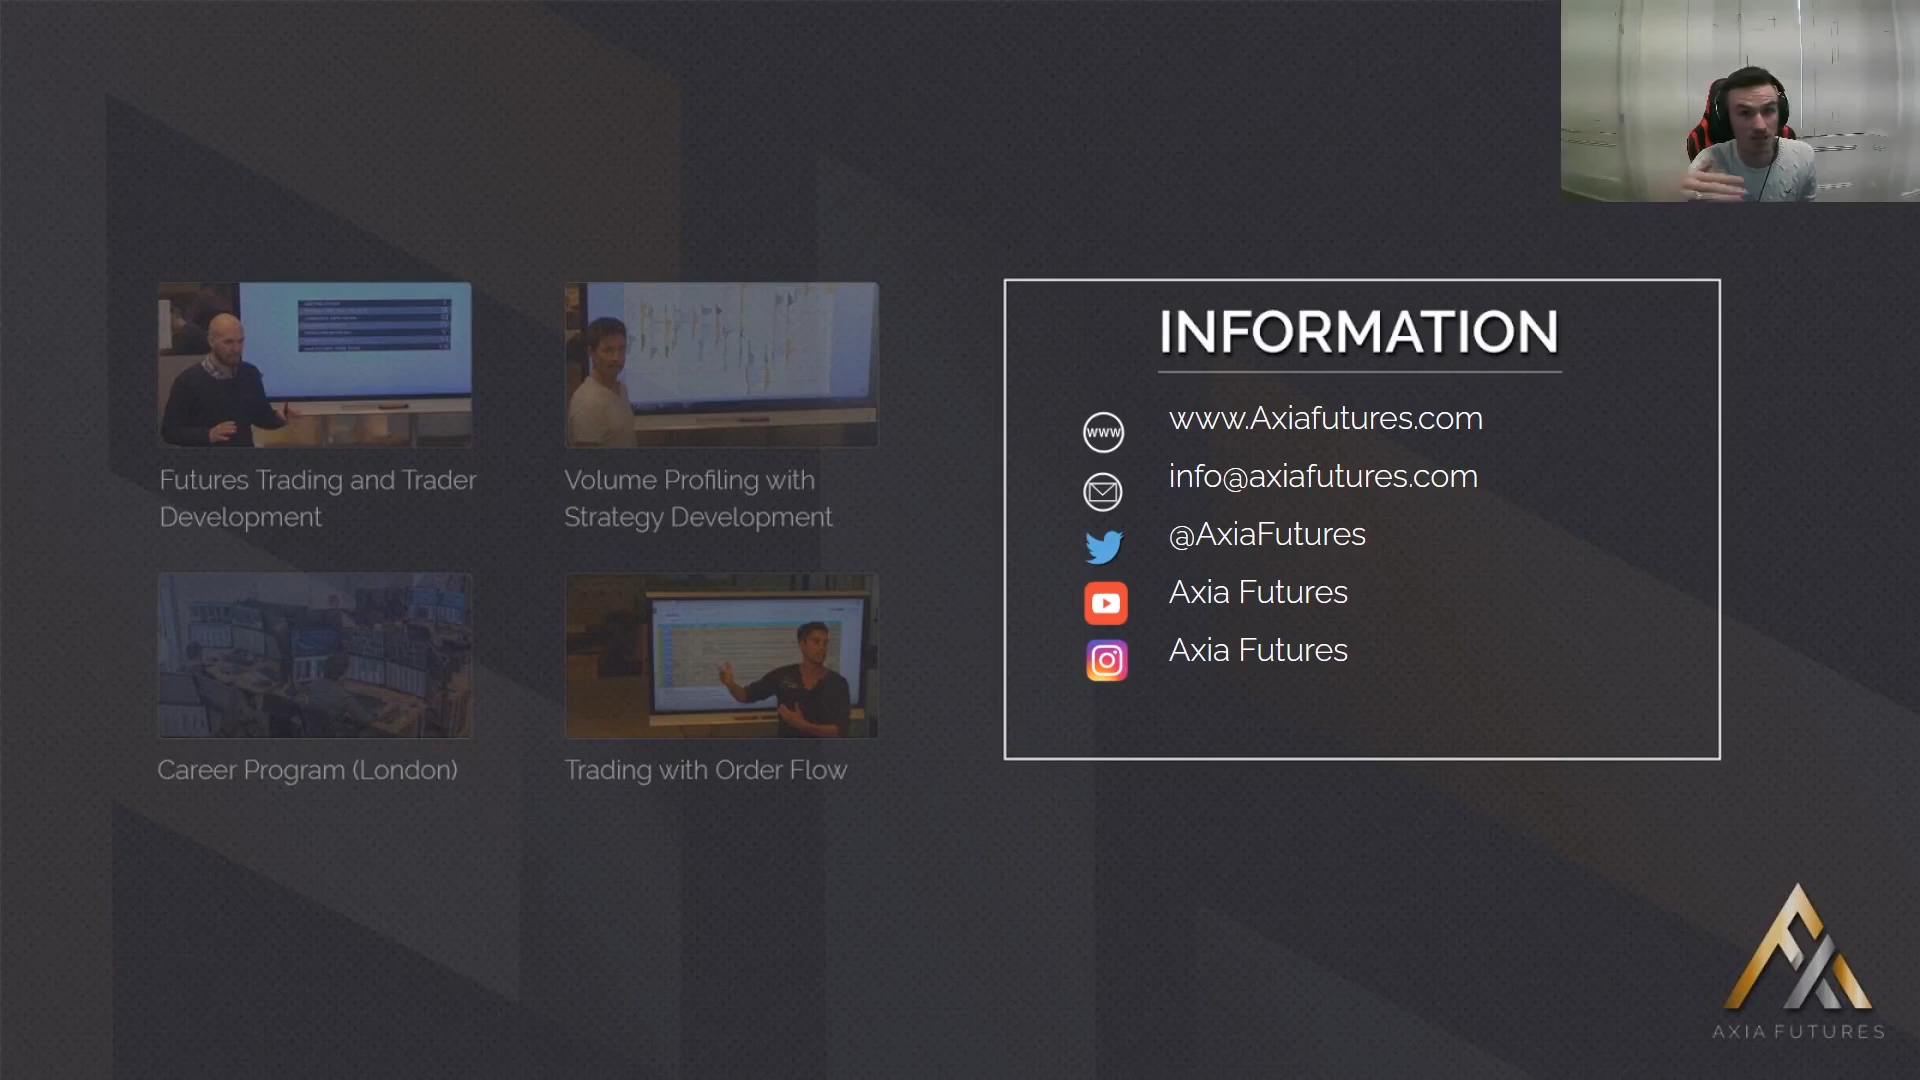 Futures Trading and Trader
Development
Volume Profiling with
Strategy Development
Career Program (London)
Trading with Order Flow
INFORMATION
www
www.Axiafutures.com
info@axiafutures.com
@AxiaFutures
Axia Futures
Axia Futures
AXIA FUTURES